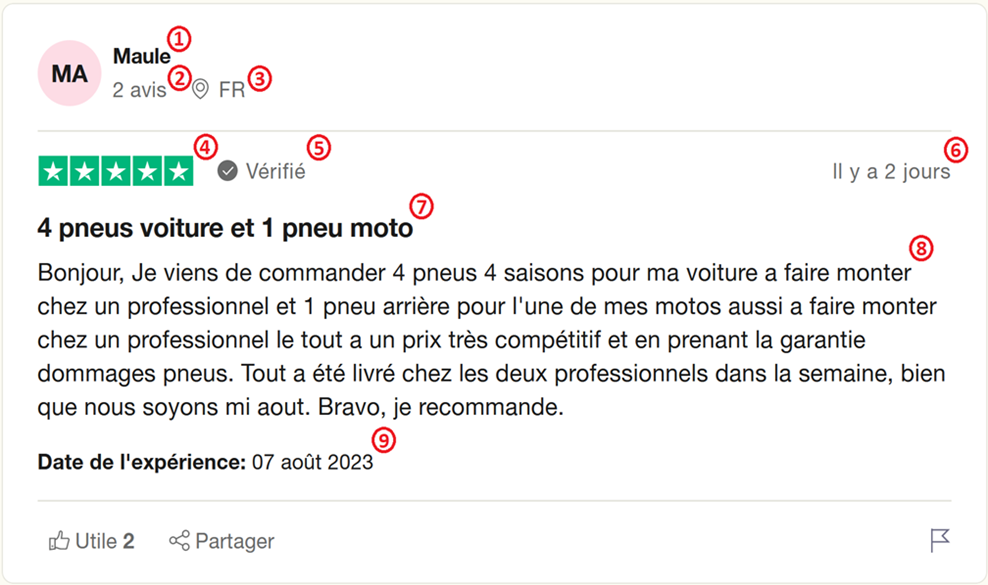 MA
Maule ①
2 avis ② FR ③
④ Vérifié ⑤
Il y a 2 jours ⑥
4 pneus voiture et 1 pneu moto ⑦
⑧
Bonjour, Je viens de commander 4 pneus 4 saisons pour ma voiture a faire monter
chez un professionnel et 1 pneu arrière pour l'une de mes motos aussi a faire monter
chez un professionnel le tout a un prix très compétitif et en prenant la garantie
dommages pneus. Tout a été livré chez les deux professionnels dans la semaine, bien
que nous soyons mi aout. Bravo, je recommande.
Date de l'expérience: 07 août 2023 ⑨
Utile 2 Partager